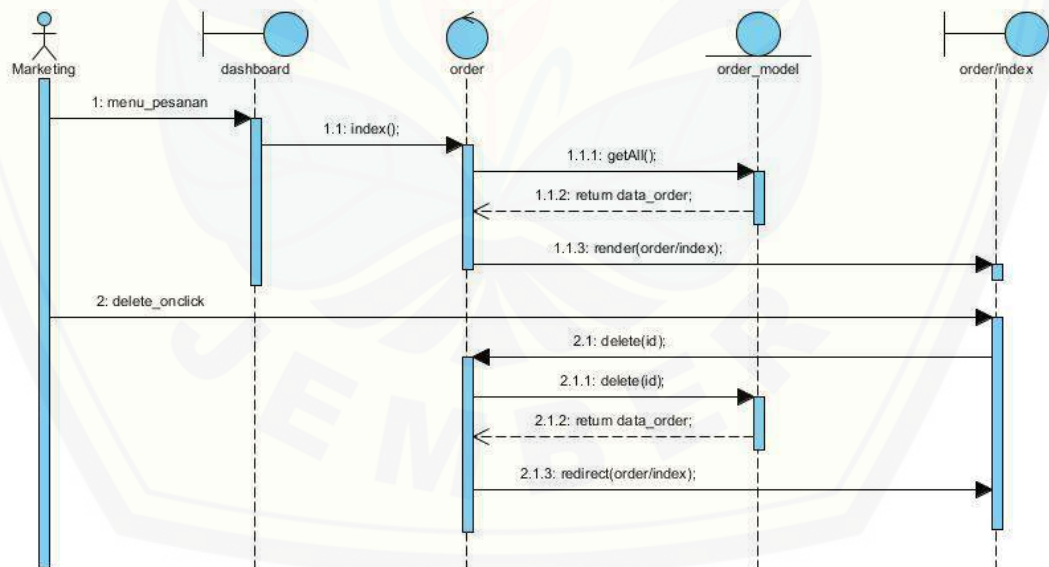 Marketing
dashboard
order
order_model
order/index
1: menu_pesanan
1.1: index();
1.1.1: getAll();
1.1.2: return data_order;
1.1.3: render(order/index);
2: delete_onclick
2.1: delete(id);
2.1.1: delete(id);
2.1.2: return data_order;
2.1.3: redirect(order/index);
JEMBER